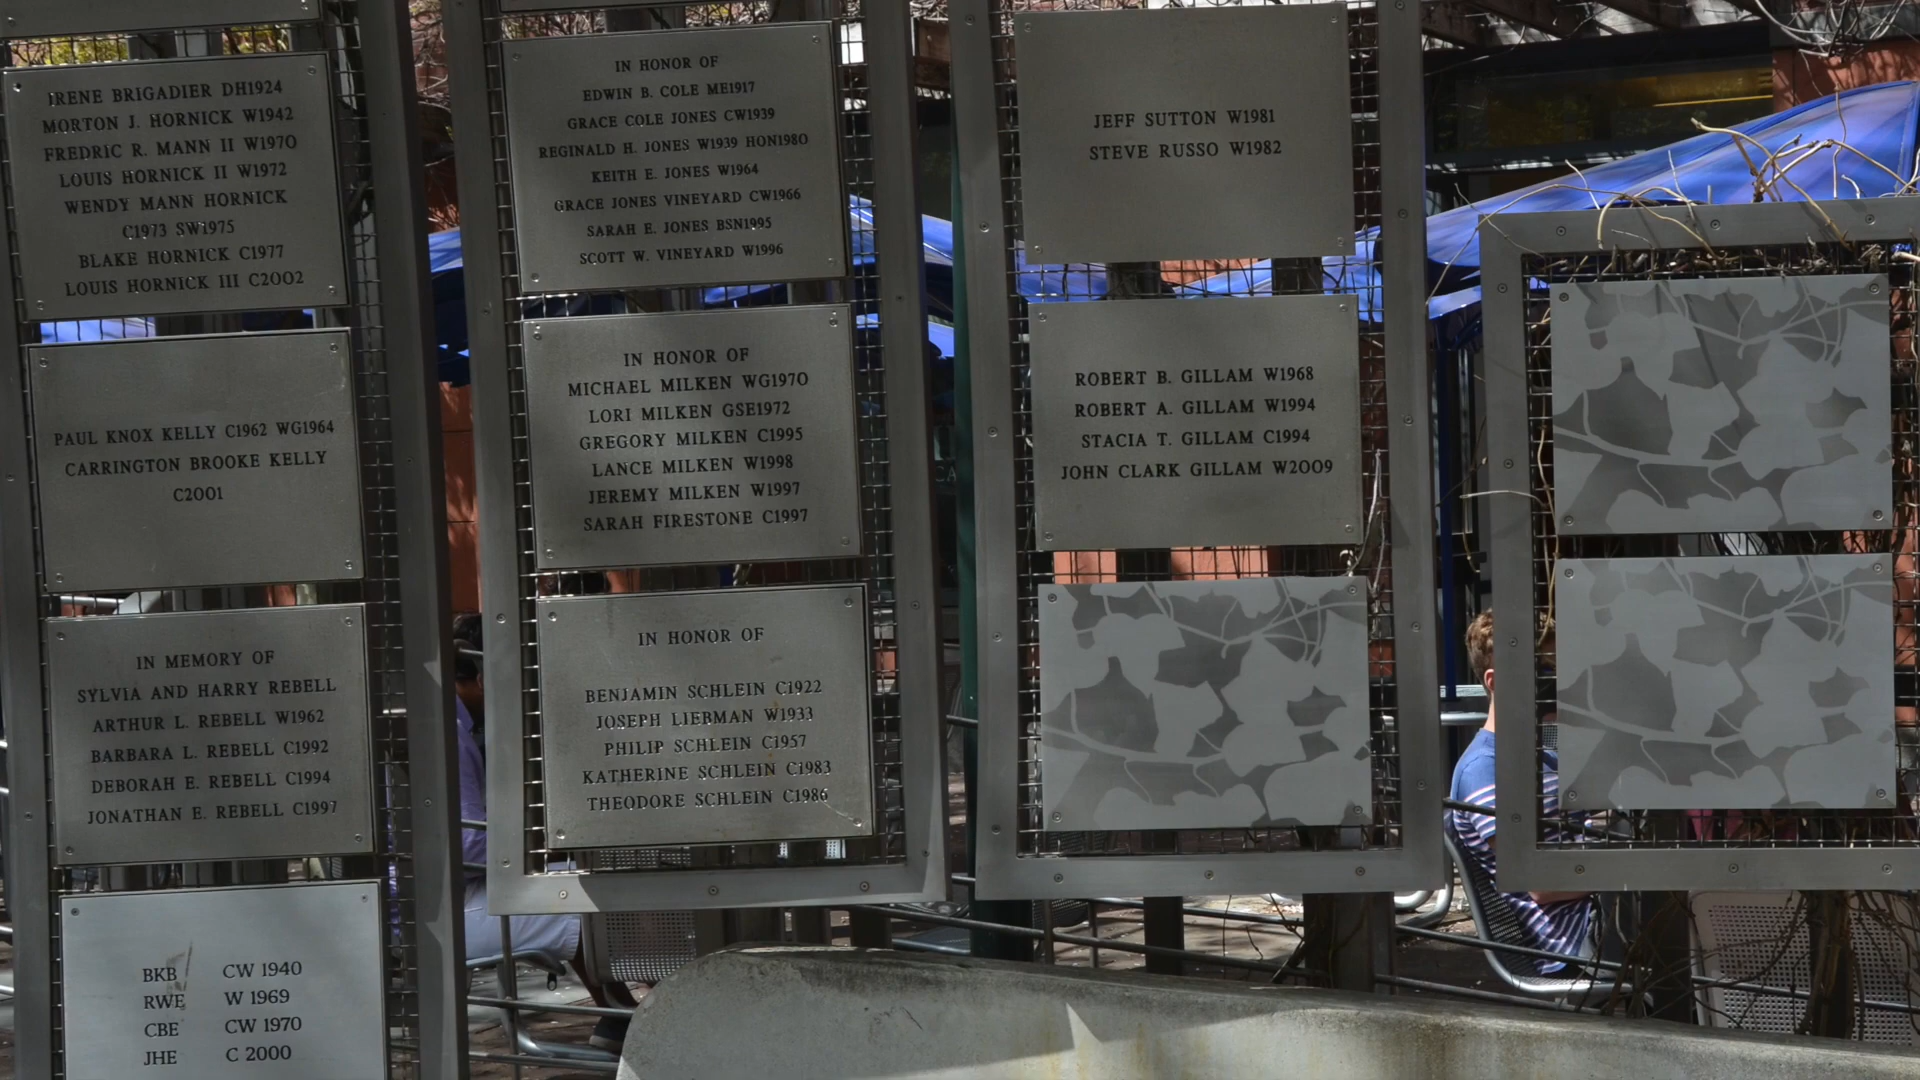 IRENE BRIGADIER DH1924
MORTON J. HORNICK W1942
FREDRIC R. MANN II W1970
LOUIS HORNICK II W1972
WENDY MANN HORNICK
C1973 SW1975
BLAKE HORNICK C1977
LOUIS HORNICK III C2002
PAUL KNOX KELLY C1962 WG1964
CARRINGTON BROOKE KELLY
C2001
IN MEMORY OF
SYLVIA AND HARRY REBELL
ARTHUR L. REBELL W1962
BARBARA L. REBELL C1992
DEBORAH E. REBELL C1994
JONATHAN E. REBELL C1997
BKB CW 1940
RWE W 1969
CBE CW 1970
JHE C 2000
IN HONOR OF
EDWIN B. COLE ME1917
GRACE COLE JONES CW1939
REGINALD H. JONES W1939 HON1980
KEITH E. JONES W1964
GRACE JONES VINEYARD CW1966
SARAH E. JONES BSN1995
SCOTT W. VINEYARD W1996
IN HONOR OF
MICHAEL MILKEN WG1970
LORI MILKEN GSE1972
GREGORY MILKEN C1995
LANCE MILKEN W1998
JEREMY MILKEN W1997
SARAH FIRESTONE C1997
IN HONOR OF
BENJAMIN SCHLEIN C1922
JOSEPH LIEBMAN W1933
PHILIP SCHLEIN C1957
KATHERINE SCHLEIN C1983
THEODORE SCHLEIN C1986
JEFF SUTTON W1981
STEVE RUSSO W1982
ROBERT B. GILLAM W1968
ROBERT A. GILLAM W1994
STACIA T. GILLAM C1994
JOHN CLARK GILLAM W2009